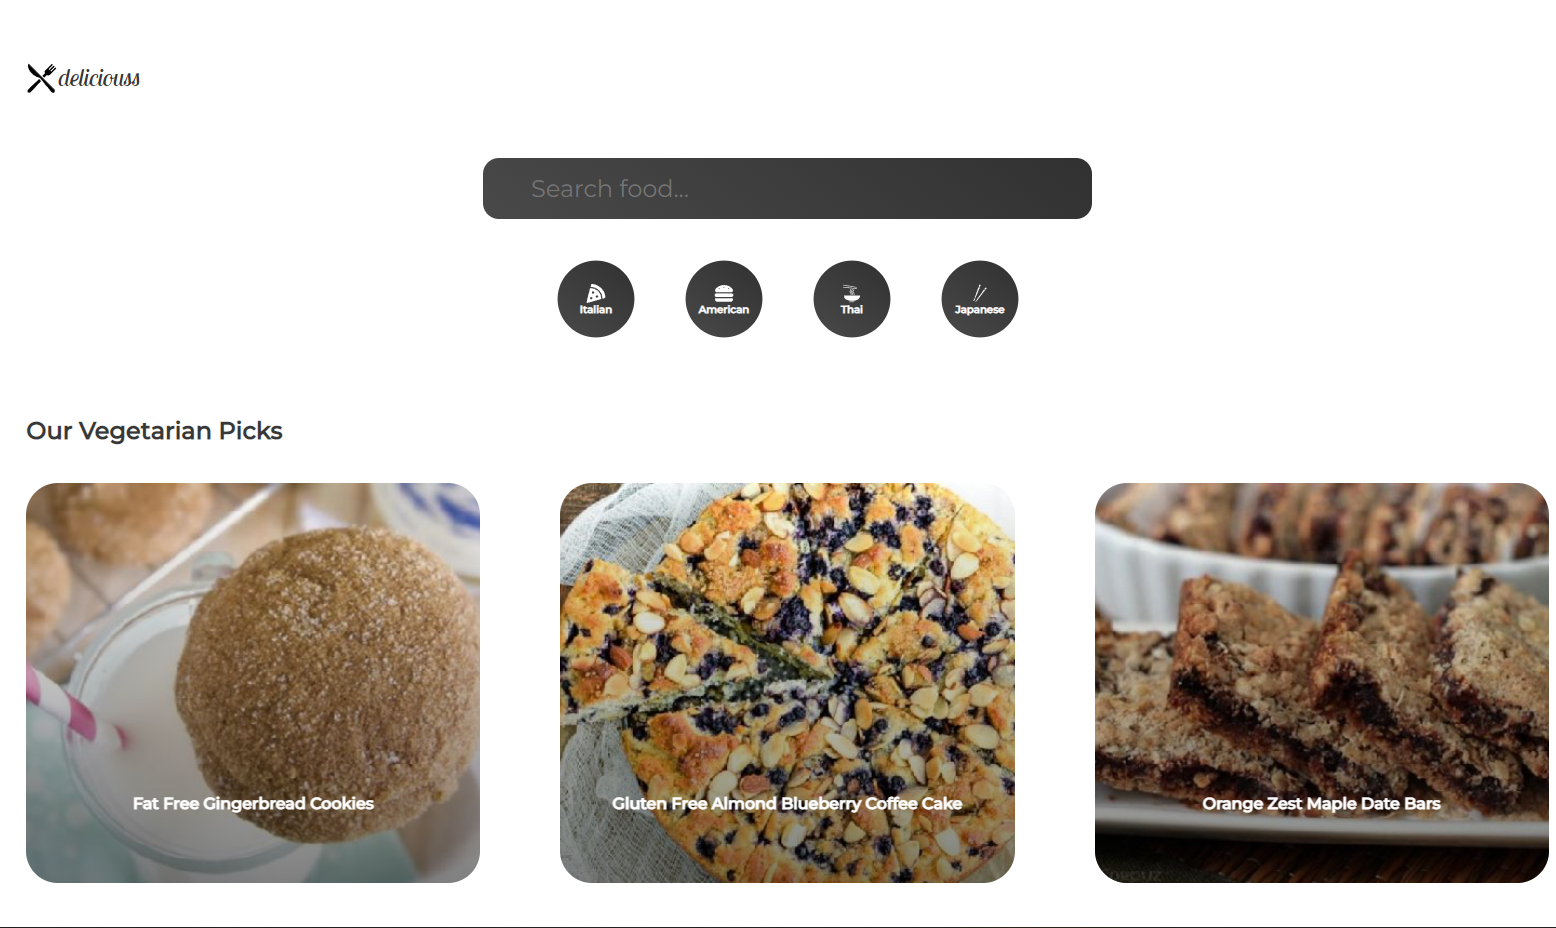 deliciouss
Search food...
Italian
American
Thai
Japanese
Our Vegetarian Picks
Fat Free Gingerbread Cookies
Gluten Free Almond Blueberry Coffee Cake
Orange Zest Maple Date Bars